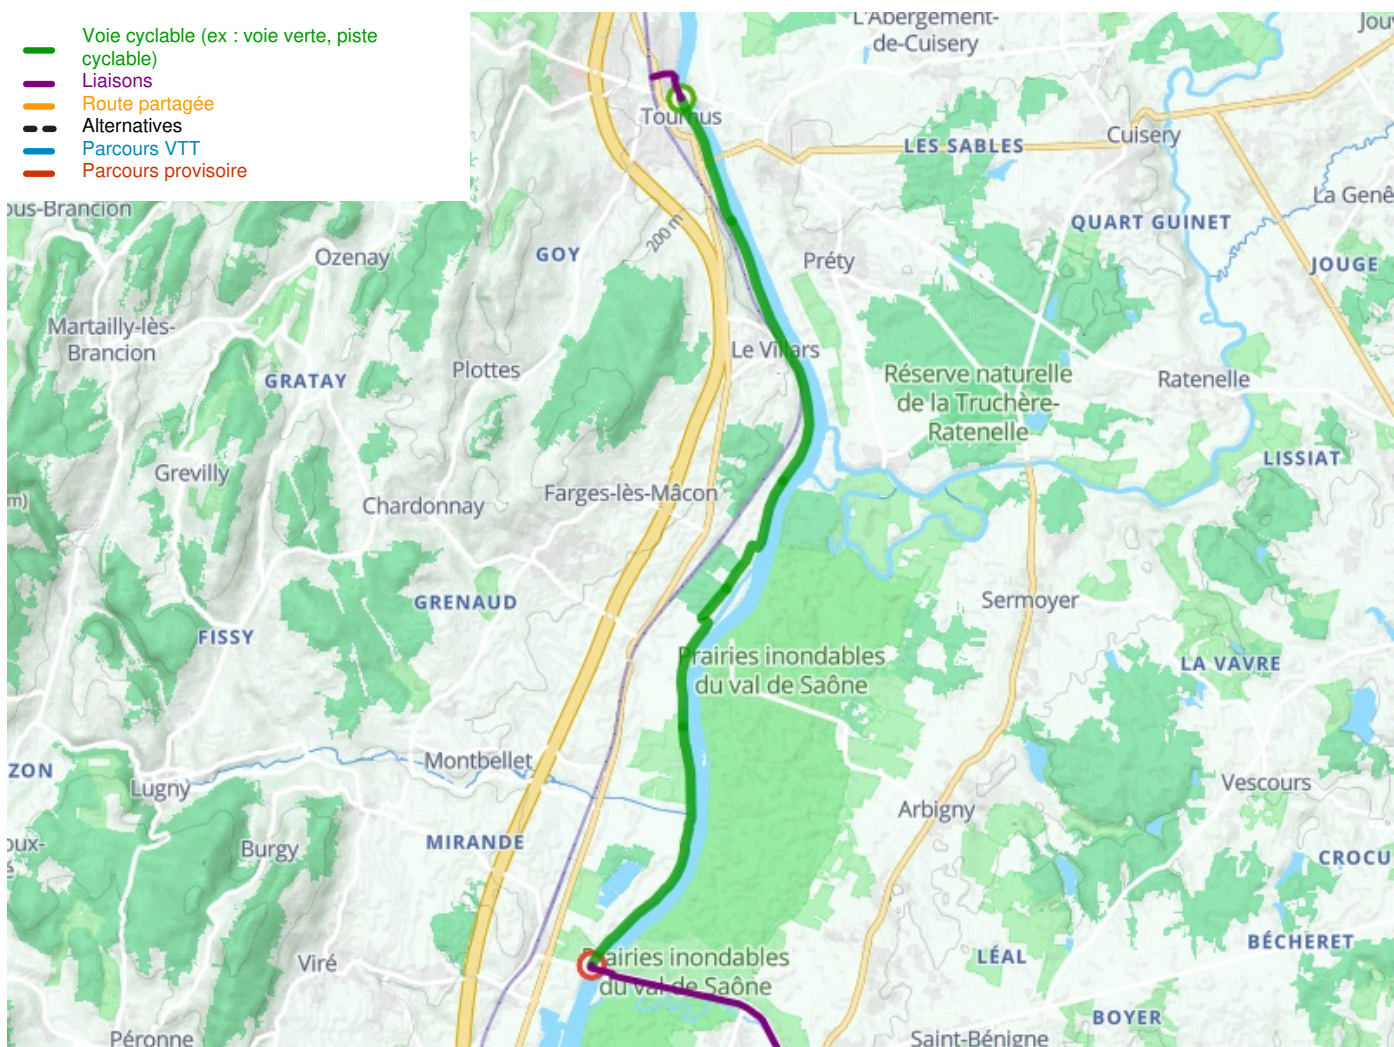 Voie cyclable (ex : voie verte, piste
cyclable)
Liaisons
Route partagée
Alternatives
Parcours VTT
Parcours provisoire
L'Abergement-
de-Cuisery
Jou
Tournus
Cuisery
LES SABLES
La Genê
ous-Brancion
QUART GUINET
200 m
GOY
Ozenay
Préty
JOUGE
Martailly-lès-
Brancion
Le Villars
Plottes
GRATAY
Réserve naturelle
de la Truchère-
Ratenelle
Ratenelle
LISSIAT
Grevilly
m)
Chardonnay
Farges-lès-Mâcon
GRENAUD
Sermoyer
FISSY
Prairies inondables
du val de Saône
LA VAVRE
ZON
Montbellet
Lugny
Vescours
Arbigny
MIRANDE
oux-
Burgy
CROCU
BÉCHERET
Viré
Prairies inondables
du val de Saône
LÉAL
BOYER
Péronne
Saint-Bénigne